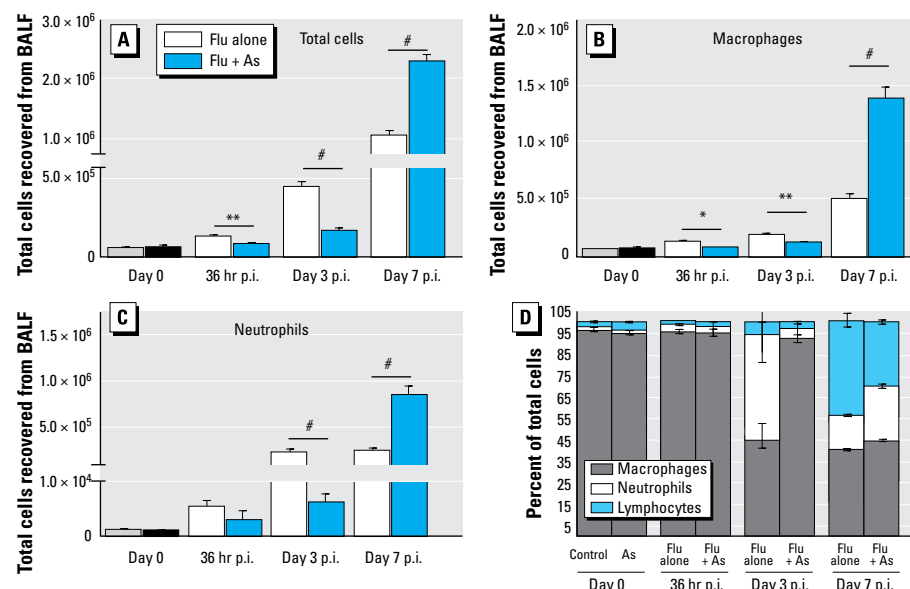 A
Total cells
Flu alone
Flu + As
Total cells recovered from BALF
3.0 × 10⁶
2.0 × 10⁶
1.0 × 10⁶
5.0 × 10⁵
0
**
#
#
Day 0
36 hr p.i.
Day 3 p.i.
Day 7 p.i.
B
Macrophages
Total cells recovered from BALF
2.0 × 10⁶
1.5 × 10⁶
1.0 × 10⁶
5.0 × 10⁵
0
*
**
#
Day 0
36 hr p.i.
Day 3 p.i.
Day 7 p.i.
C
Neutrophils
Total cells recovered from BALF
1.5 × 10⁶
1.0 × 10⁶
5.0 × 10⁵
1.0 × 10⁴
0
#
#
Day 0
36 hr p.i.
Day 3 p.i.
Day 7 p.i.
D
Percent of total cells
105
95
85
75
65
55
45
35
25
15
5
Macrophages
Neutrophils
Lymphocytes
Control
As
Flu alone
Flu + As
Flu alone
Flu + As
Flu alone
Flu + As
Day 0
36 hr p.i.
Day 3 p.i.
Day 7 p.i.